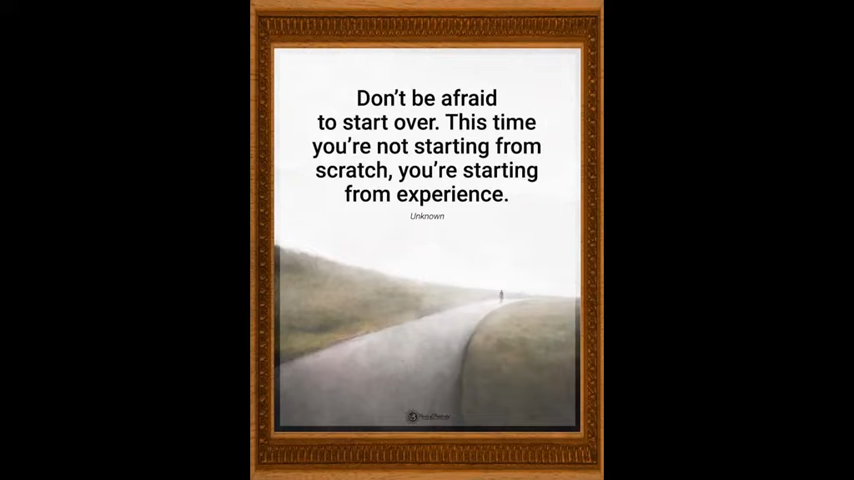 Don't be afraid
to start over. This time
you're not starting from
scratch, you're starting
from experience.
Unknown